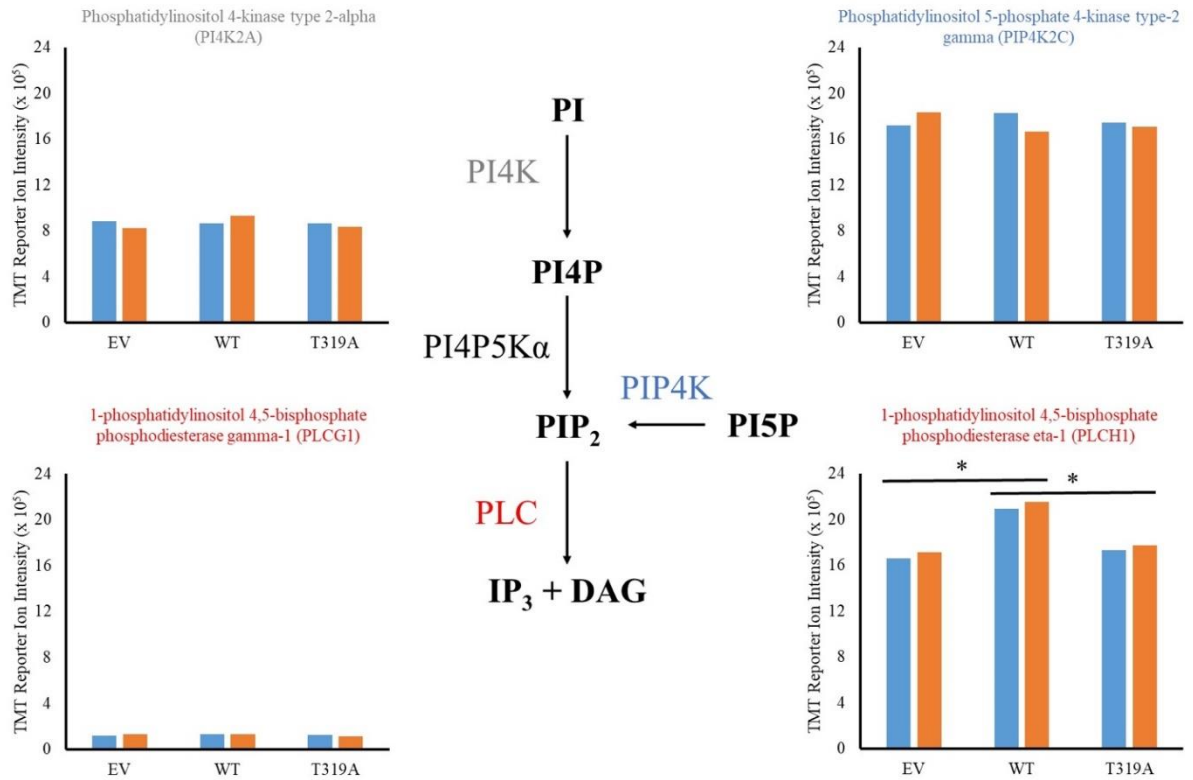 Phosphatidylinositol 4-kinase type 2-alpha
(PI4K2A)
TMT Reporter Ion Intensity (x 10⁵)
24
20
16
12
8
4
0
EV WT T319A
Phosphatidylinositol 5-phosphate 4-kinase type-2
gamma (PIP4K2C)
TMT Reporter Ion Intensity (x 10⁵)
24
20
16
12
8
4
0
EV WT T319A
PI
PI4K
PI4P
PI4P5Kα
PIP4K
PIP₂
PI5P
PLC
IP₃ + DAG
1-phosphatidylinositol 4,5-bisphosphate
phosphodiesterase gamma-1 (PLCG1)
TMT Reporter Ion Intensity (x 10⁵)
24
20
16
12
8
4
0
EV WT T319A
1-phosphatidylinositol 4,5-bisphosphate
phosphodiesterase eta-1 (PLCH1)
* *
TMT Reporter Ion Intensity (x 10⁵)
24
20
16
12
8
4
0
EV WT T319A